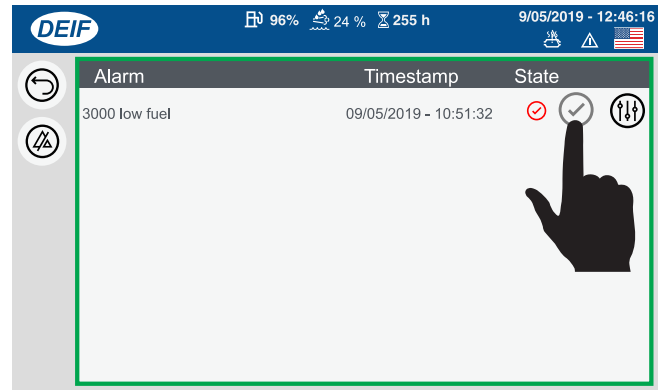 DEIF
96% 24 % 255 h
9/05/2019 - 12:46:16
Alarm Timestamp State
3000 low fuel 09/05/2019 - 10:51:32